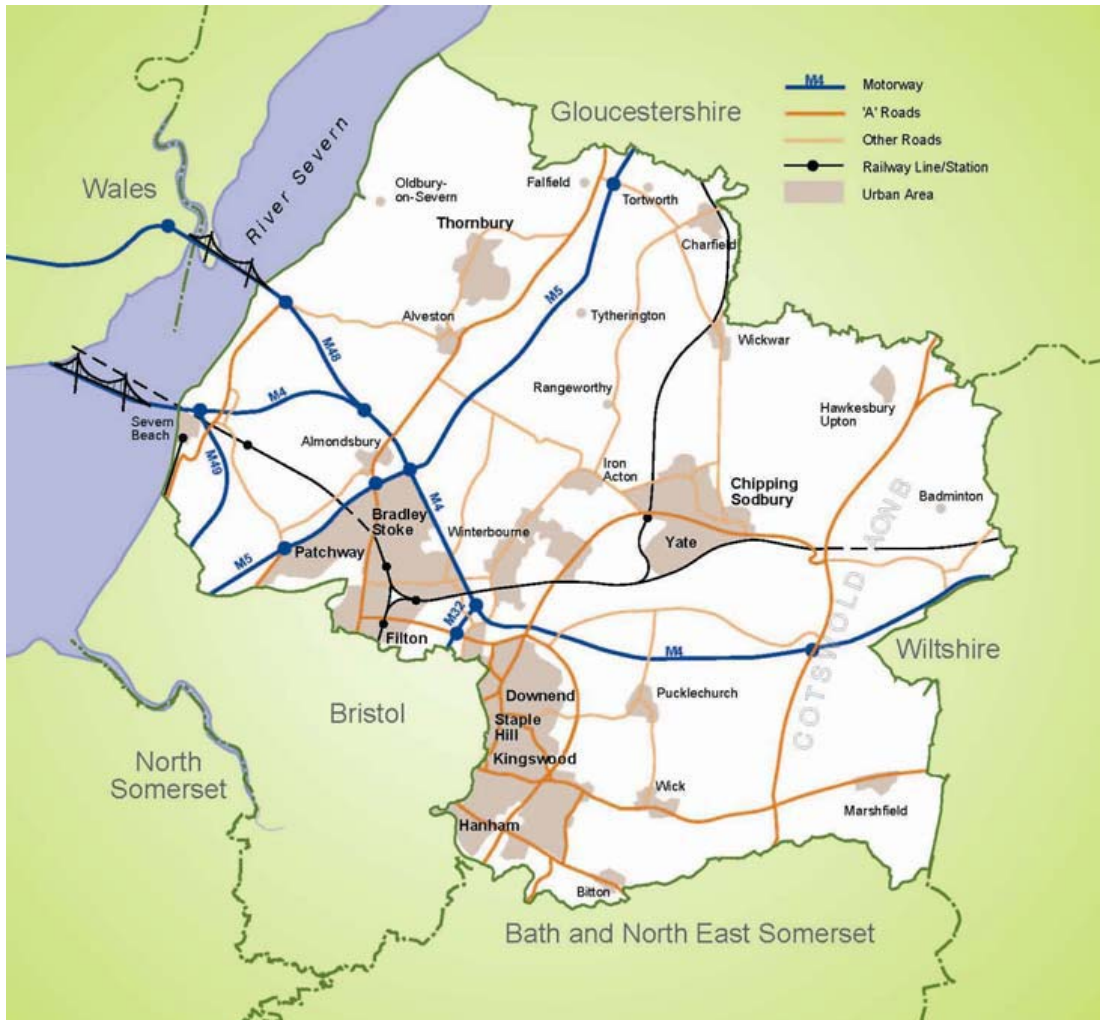 M4
Motorway
'A' Roads
Other Roads
Railway Line/Station
Urban Area
Gloucestershire
Wales
River Severn
Oldbury-
on-Severn
Falfield
Tortworth
Thornbury
Charfield
M5
Alveston
Tytherington
Wickwar
M48
M4
Rangeworthy
Hawkesbury
Upton
Severn
Beach
Almondsbury
M49
Iron
Acton
Chipping
Sodbury
Badminton
M4
Bradley
Stoke
Winterbourne
Patchway
Yate
M5
COTSWOLD AONB
M32
Filton
M4
Wiltshire
Downend
Pucklechurch
Bristol
Staple
Hill
Kingswood
North
Somerset
Wick
Marshfield
Hanham
Bitton
Bath and North East Somerset